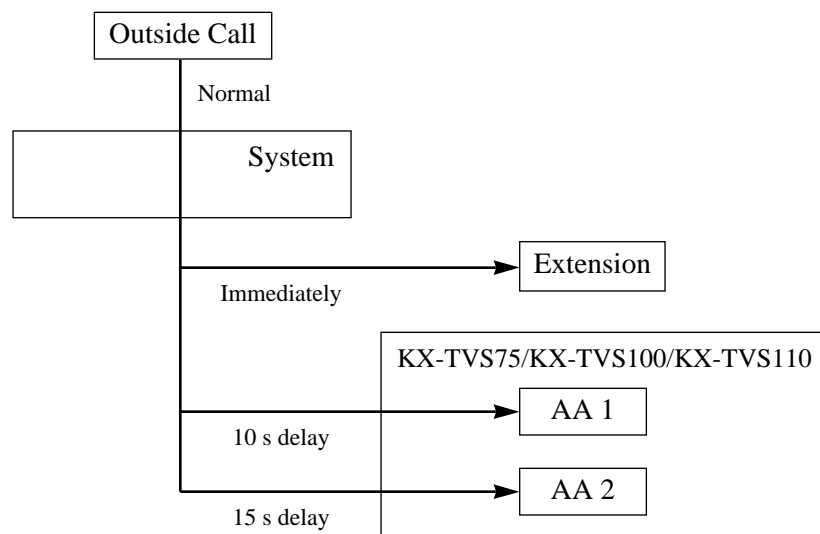 Outside Call
Normal
System
Extension
Immediately
KX-TVS75/KX-TVS100/KX-TVS110
AA 1
10 s delay
AA 2
15 s delay